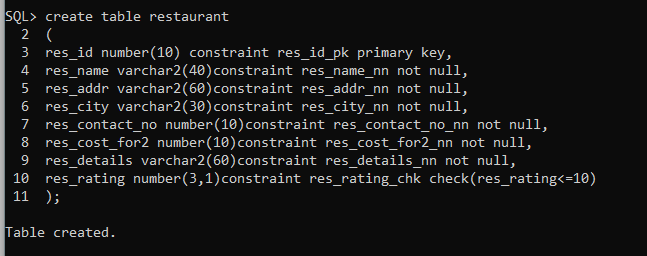 SQL> create table restaurant
2 (
3 res_id number(10) constraint res_id_pk primary key,
4 res_name varchar2(40)constraint res_name_nn not null,
5 res_addr varchar2(60)constraint res_addr_nn not null,
6 res_city varchar2(30)constraint res_city_nn not null,
7 res_contact_no number(10)constraint res_contact_no_nn not null,
8 res_cost_for2 number(10)constraint res_cost_for2_nn not null,
9 res_details varchar2(60)constraint res_details_nn not null,
10 res_rating number(3,1)constraint res_rating_chk check(res_rating<=10)
11 );
Table created.